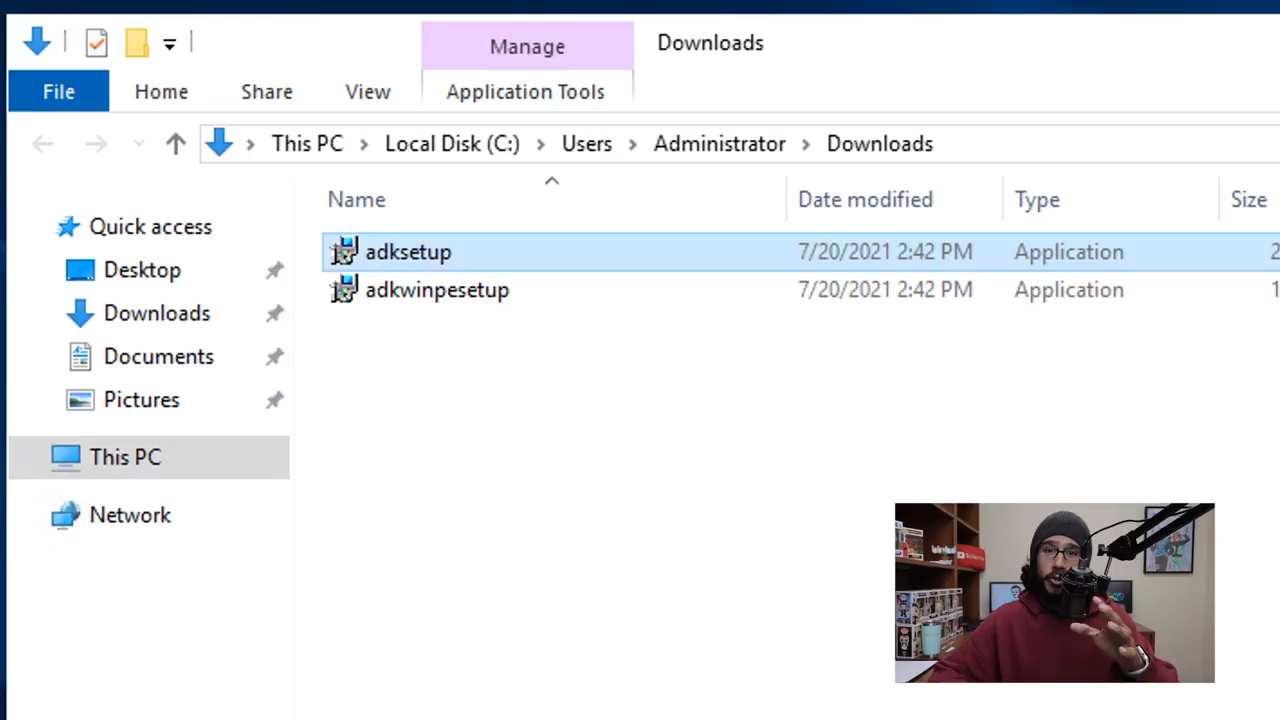 Manage
Downloads
File
Home
Share
View
Application Tools
This PC
Local Disk (C:)
Users
Administrator
Downloads
Name
Date modified
Type
Size
Quick access
Desktop
Downloads
Documents
Pictures
This PC
Network
adksetup
7/20/2021 2:42 PM
Application
2
adkwinpesetup
7/20/2021 2:42 PM
Application
1